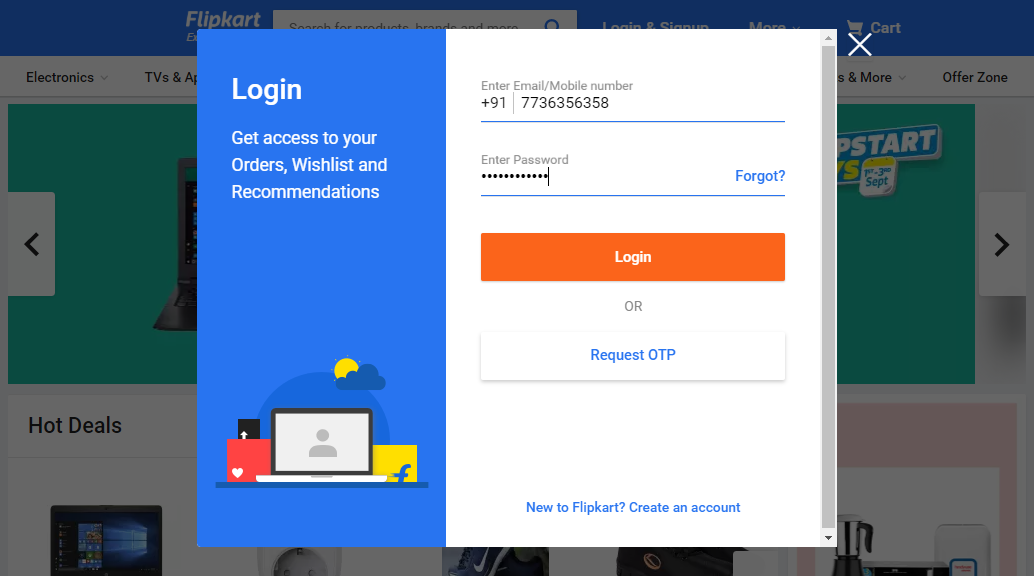 Flipkart
Search for products, brands and more
Login & Signup
More
Cart
Electronics
TVs &
s & More
Offer Zone
Login
Get access to your
Orders, Wishlist and
Recommendations
Enter Email/Mobile number
+91 7736356358
Enter Password
••••••••••••
Forgot?
Login
OR
Request OTP
New to Flipkart? Create an account
PSTART
YS
1ST-3RD
Sept
Hot Deals